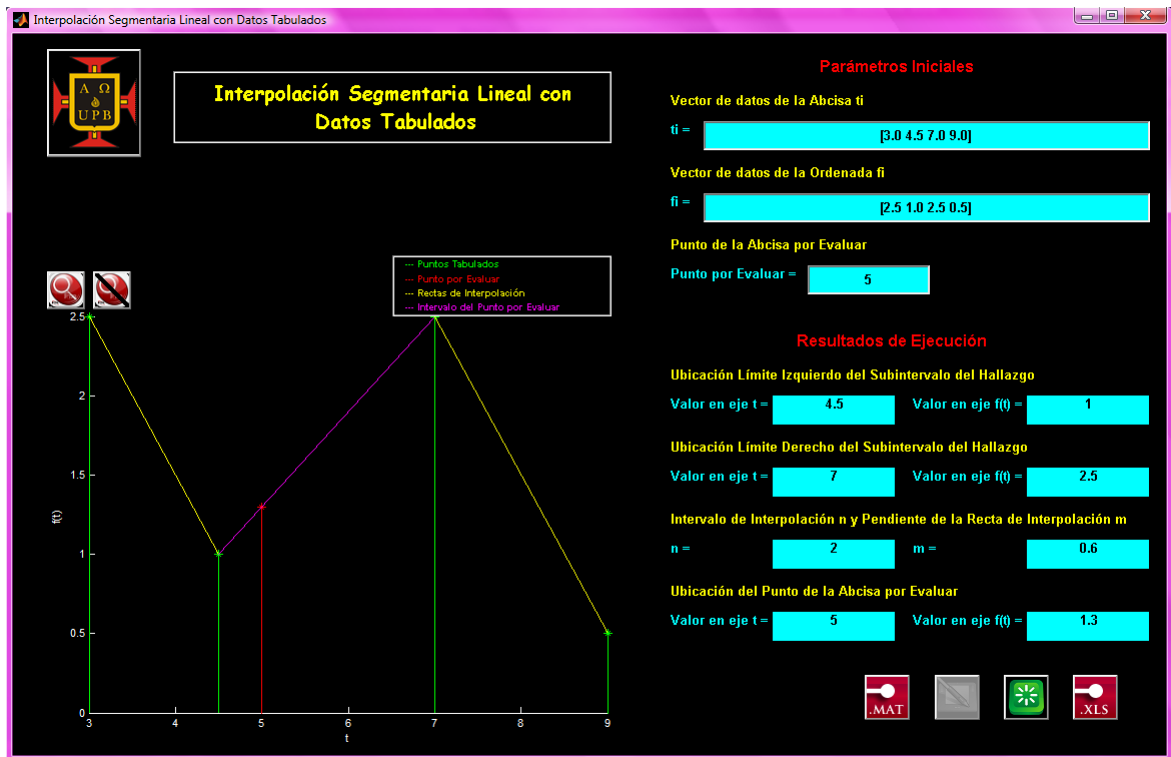 Interpolación Segmentaria Lineal con Datos Tabulados
Α Ω
UPB
Interpolación Segmentaria Lineal con
Datos Tabulados
--- Puntos Tabulados
--- Punto por Evaluar
--- Rectas de Interpolación
--- Intervalo del Punto por Evaluar
2.5
2
1.5
1
0.5
0
f(t)
3 4 5 6 7 8 9
t
Parámetros Iniciales
Vector de datos de la Abcisa ti
ti = [3.0 4.5 7.0 9.0]
Vector de datos de la Ordenada fi
fi = [2.5 1.0 2.5 0.5]
Punto de la Abcisa por Evaluar
Punto por Evaluar = 5
Resultados de Ejecución
Ubicación Límite Izquierdo del Subintervalo del Hallazgo
Valor en eje t = 4.5 Valor en eje f(t) = 1
Ubicación Límite Derecho del Subintervalo del Hallazgo
Valor en eje t = 7 Valor en eje f(t) = 2.5
Intervalo de Interpolación n y Pendiente de la Recta de Interpolación m
n = 2 m = 0.6
Ubicación del Punto de la Abcisa por Evaluar
Valor en eje t = 5 Valor en eje f(t) = 1.3
.MAT .XLS